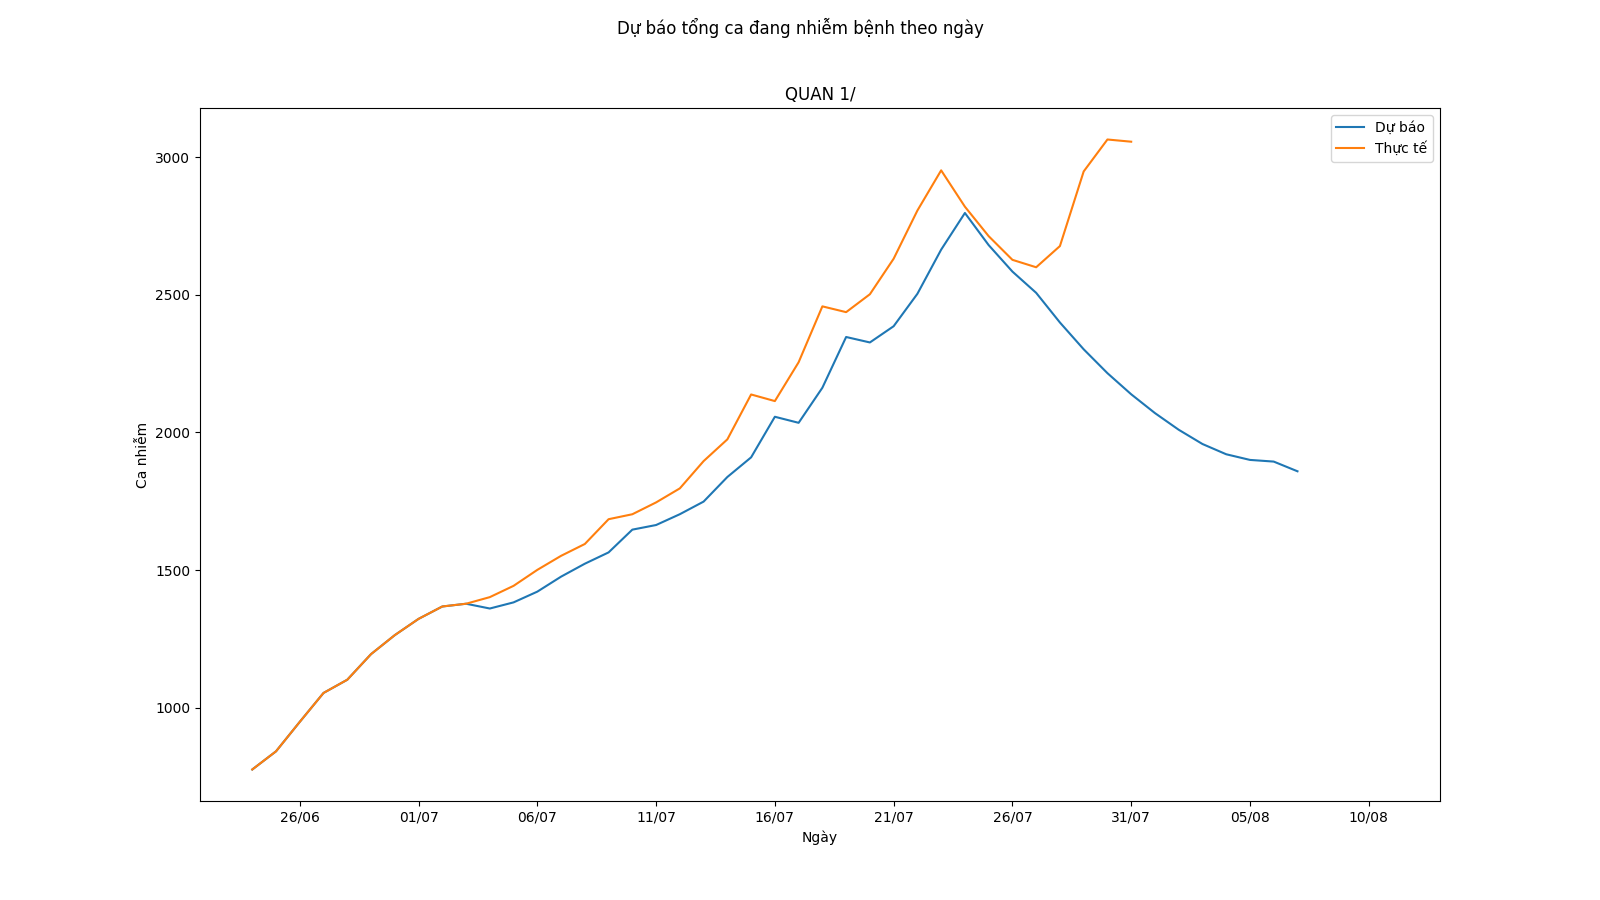 Dự báo tổng ca đang nhiễm bệnh theo ngày
QUAN 1/
Dự báo
Thực tế
3000
2500
2000
1500
1000
Ca nhiễm
26/06
01/07
06/07
11/07
16/07
21/07
26/07
31/07
05/08
10/08
Ngày